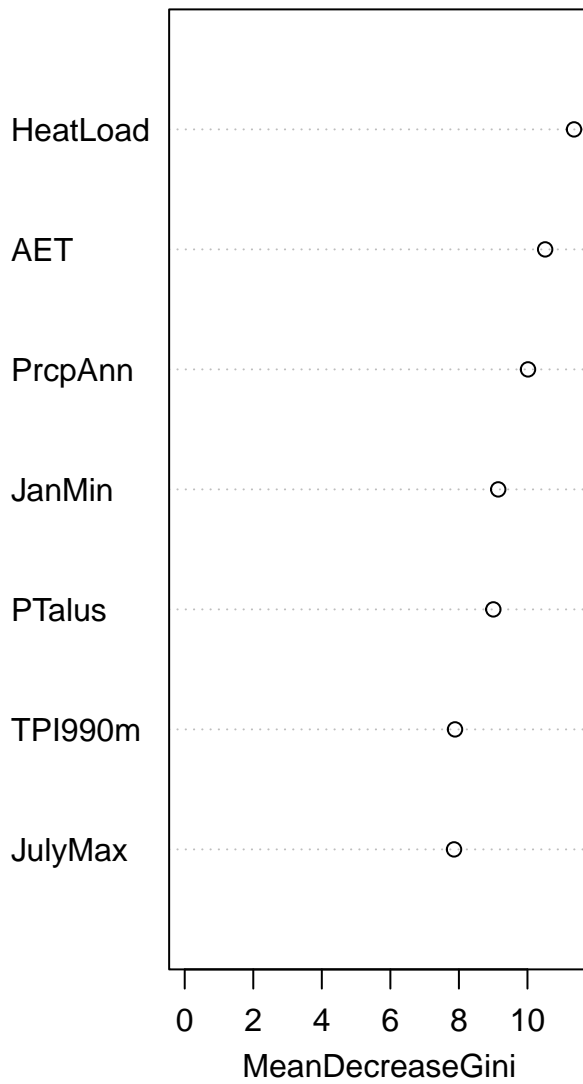 HeatLoad
AET
PrcpAnn
JanMin
PTalus
TPI990m
JulyMax
0 2 4 6 8 10
MeanDecreaseGini